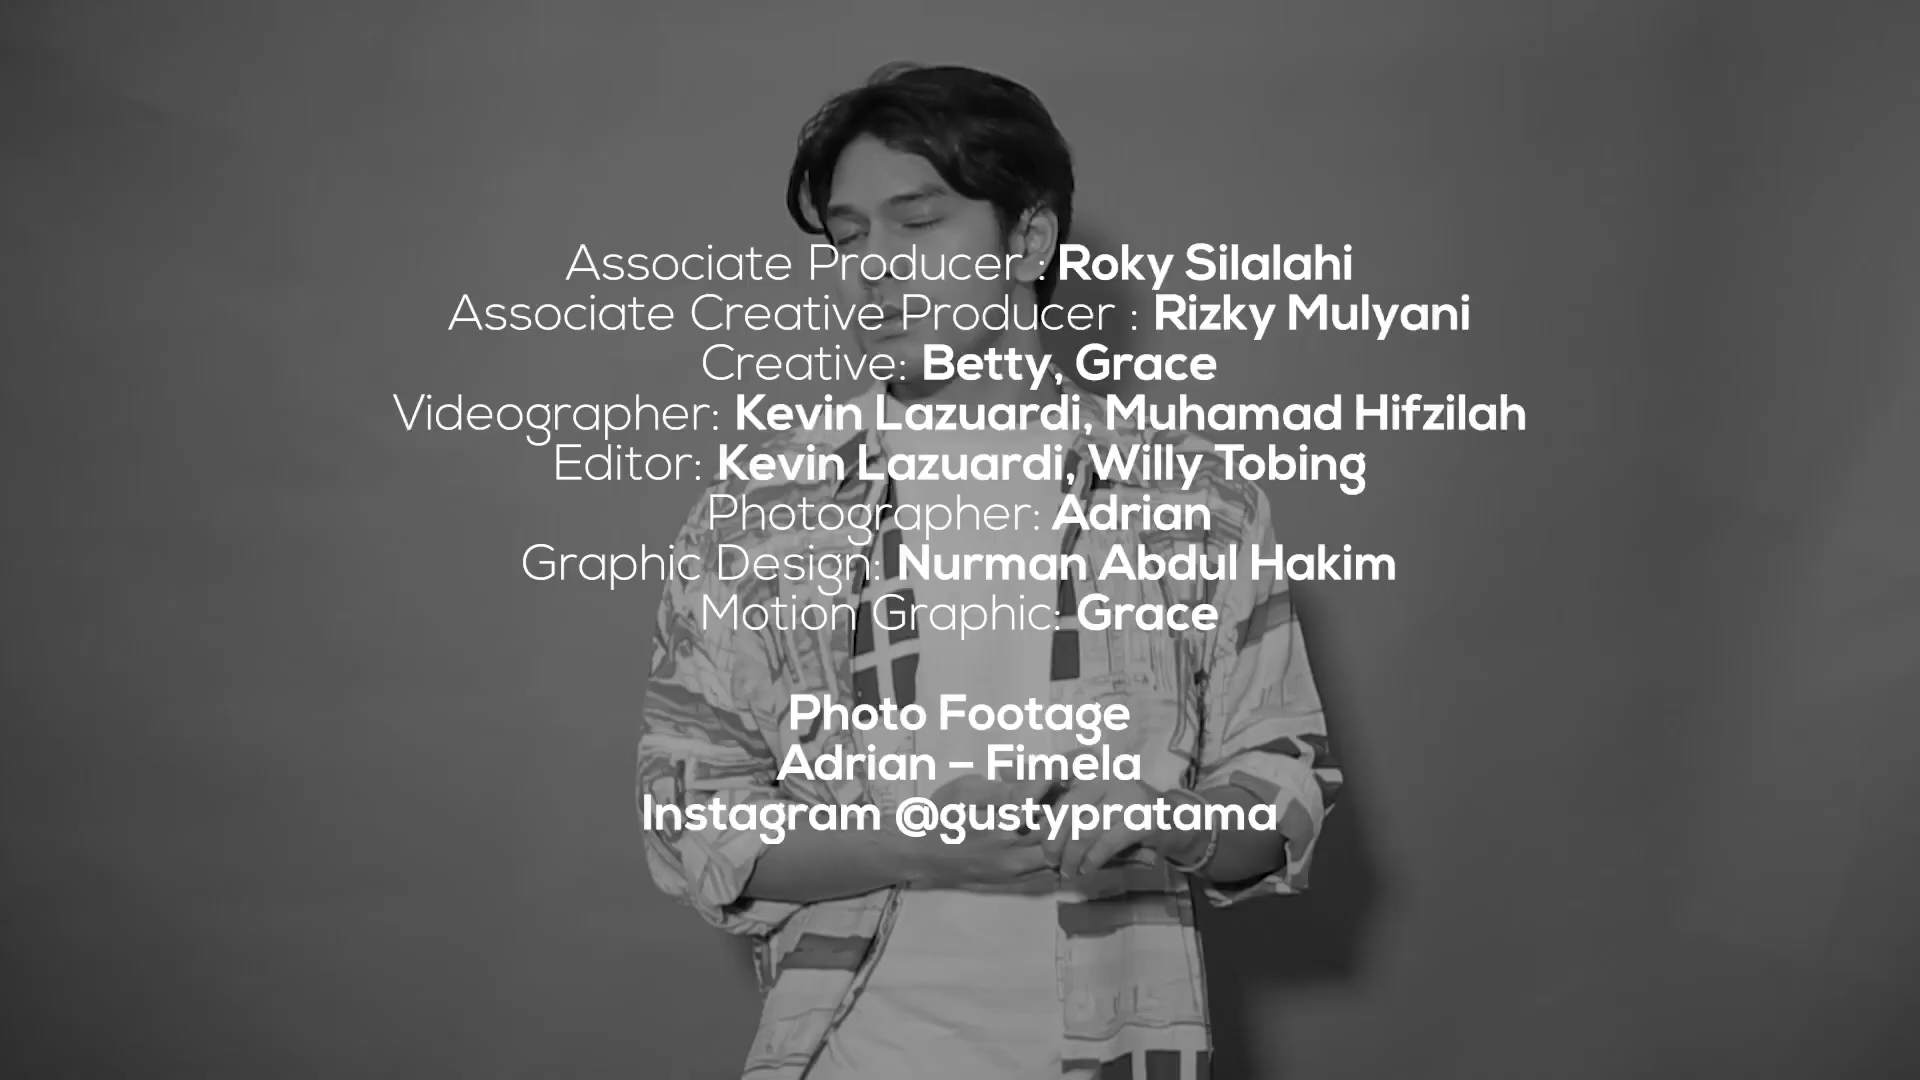 Associate Producer : Roky Silalahi
Associate Creative Producer : Rizky Mulyani
Creative: Betty, Grace
Videographer: Kevin Lazuardi, Muhamad Hifzilah
Editor: Kevin Lazuardi, Willy Tobing
Photographer: Adrian
Graphic Design: Nurman Abdul Hakim
Motion Graphic: Grace
Photo Footage
Adrian – Fimela
Instagram @gustypratama